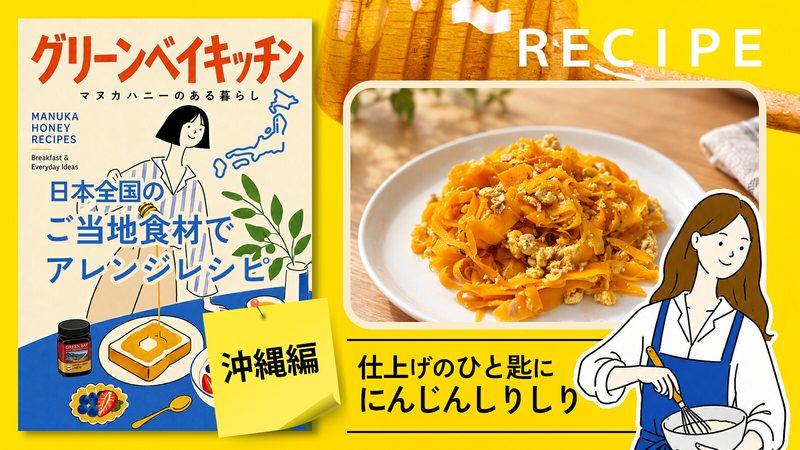 グリーンベイキッチン
マヌカハニーのある暮らし
MANUKA
HONEY
RECIPES
Breakfast &
Everyday Ideas
日本全国の
ご当地食材で
アレンジレシピ
GREEN BAY
沖縄編
RECIPE
仕上げのひと匙に
にんじんしりしり